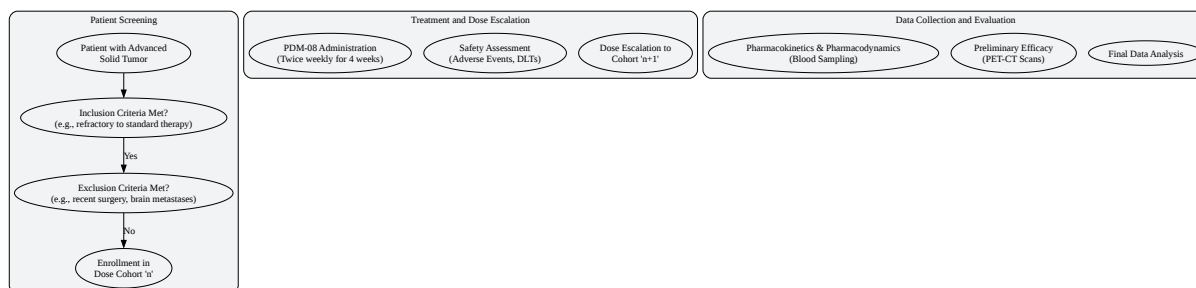 Patient Screening
Patient with Advanced
Solid Tumor
Inclusion Criteria Met?
(e.g., refractory to standard therapy)
Yes
Exclusion Criteria Met?
(e.g., recent surgery, brain metastases)
No
Enrollment in
Dose Cohort 'n'
Treatment and Dose Escalation
PDM-08 Administration
(Twice weekly for 4 weeks)
Safety Assessment
(Adverse Events, DLTs)
Dose Escalation to
Cohort 'n+1'
Data Collection and Evaluation
Pharmacokinetics & Pharmacodynamics
(Blood Sampling)
Preliminary Efficacy
(PET-CT Scans)
Final Data Analysis